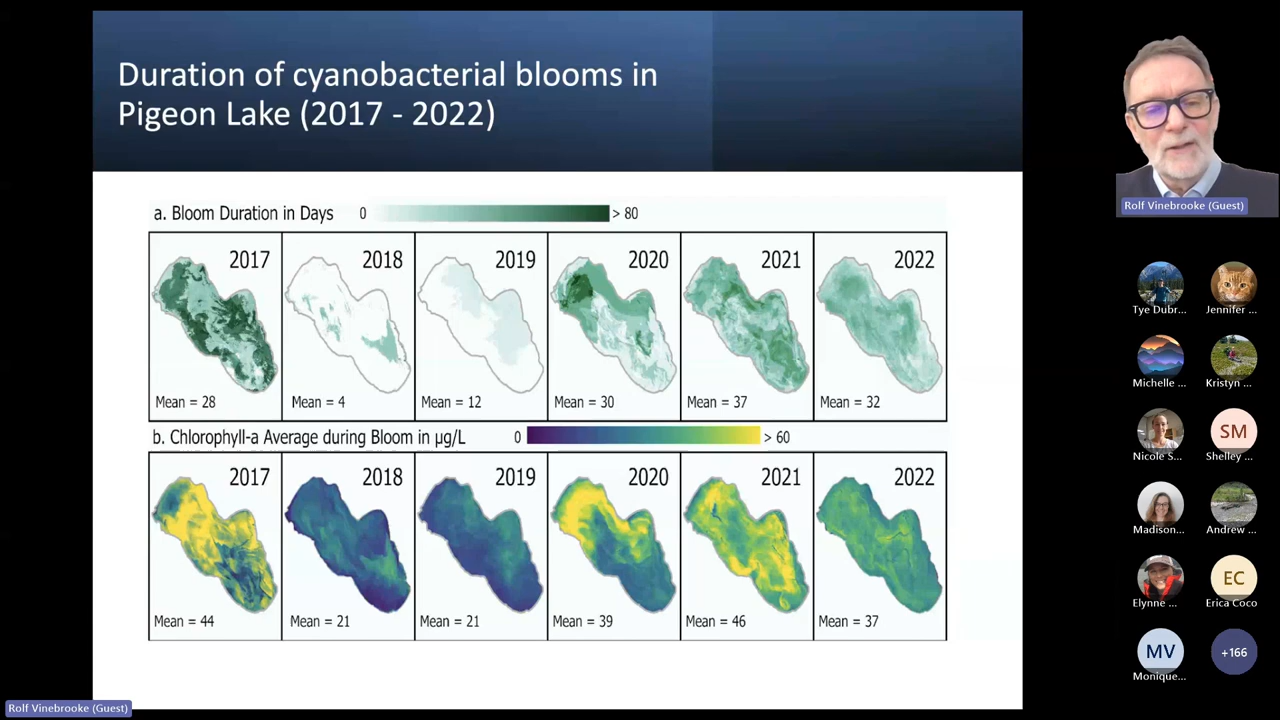 Duration of cyanobacterial blooms in
Pigeon Lake (2017 - 2022)
a. Bloom Duration in Days 0 > 80
2017 2018 2019 2020 2021 2022
Mean = 28 Mean = 4 Mean = 12 Mean = 30 Mean = 37 Mean = 32
b. Chlorophyll-a Average during Bloom in µg/L 0 > 60
2017 2018 2019 2020 2021 2022
Mean = 44 Mean = 21 Mean = 21 Mean = 39 Mean = 46 Mean = 37
Rolf Vinebrooke (Guest)
Tye Dubr... Jennifer ...
Michelle ... Kristyn ...
SM
Nicole S... Shelley ...
Madison... Andrew ...
EC
Elynne ... Erica Coco
MV +166
Monique...
Rolf Vinebrooke (Guest)